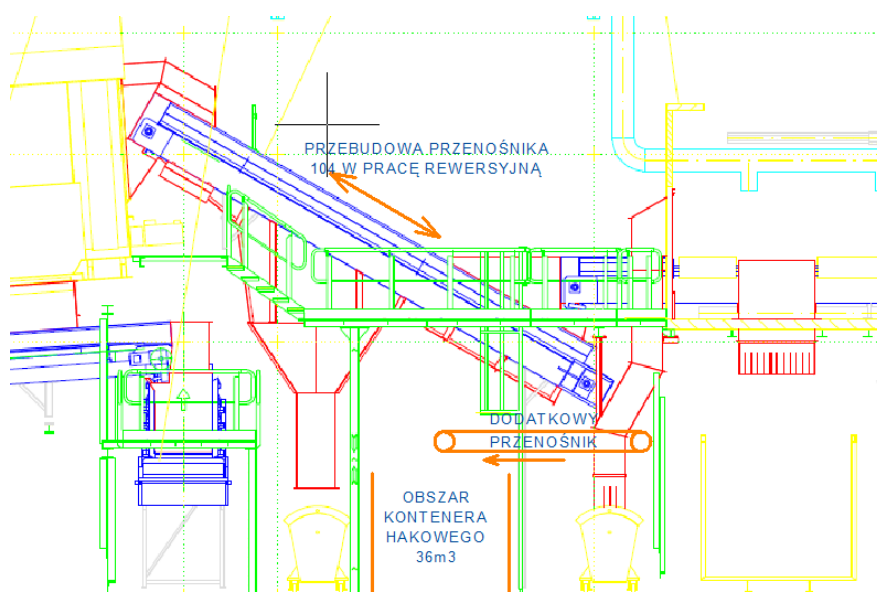 PRZEBUDOWA PRZENOŚNIKA
104 W PRACĘ REWERSYJNĄ
DODATKOWY
PRZENOŚNIK
OBSZAR
KONTENERA
HAKOWEGO
36m3